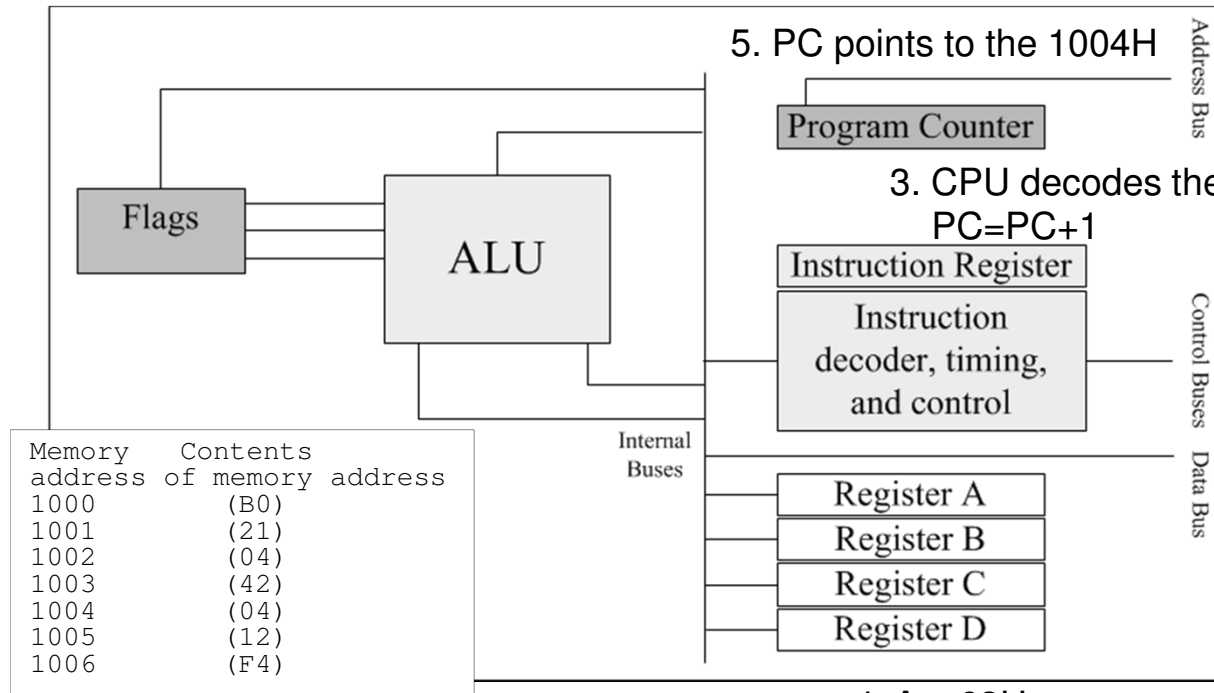 5. PC points to the 1004H
Address Bus
Program Counter
3. CPU decodes the
PC=PC+1
Flags
ALU
Instruction Register
Instruction
decoder, timing,
and control
Control Buses
Internal
Buses
Data Bus
Register A
Register B
Register C
Register D
Memory Contents
address of memory address
1000 (B0)
1001 (21)
1002 (04)
1003 (42)
1004 (04)
1005 (12)
1006 (F4)